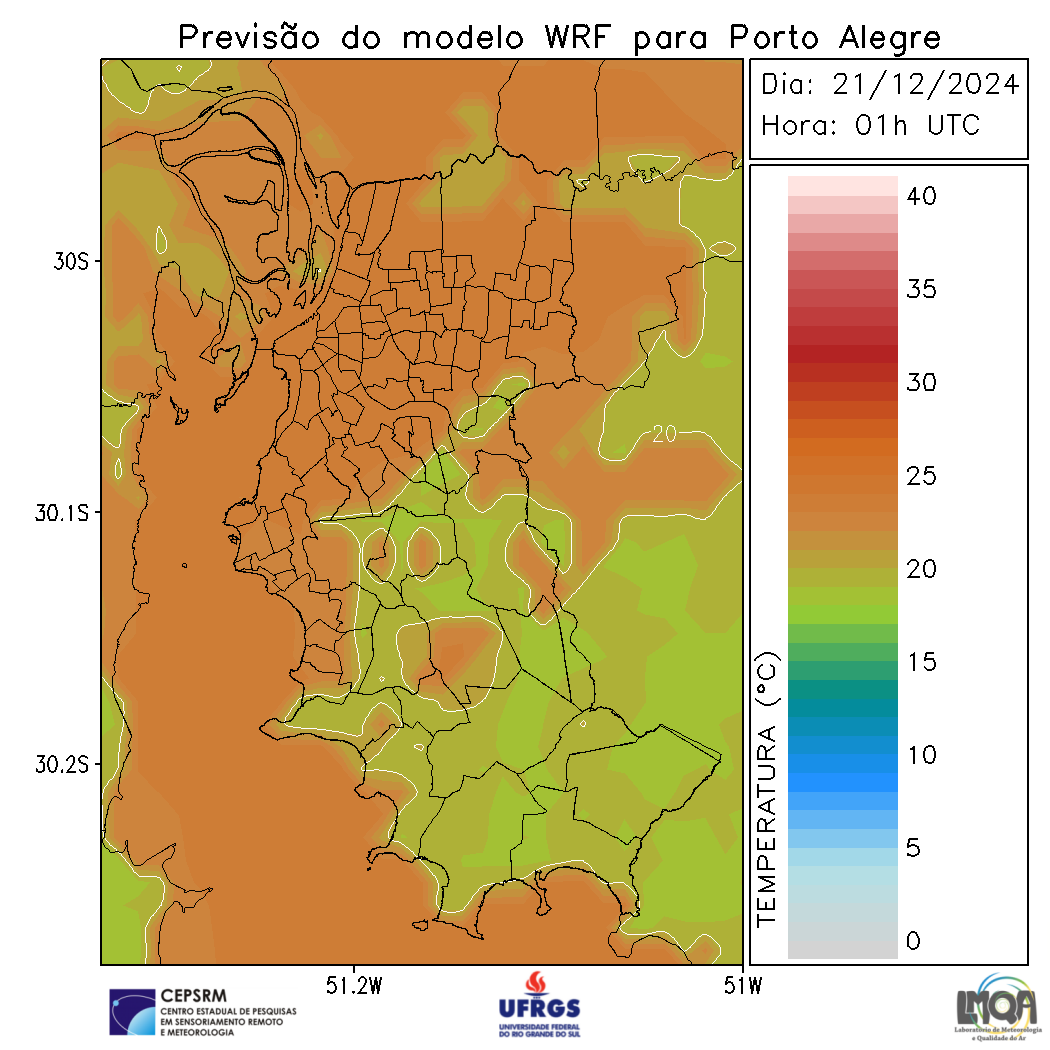 Previsão do modelo WRF para Porto Alegre
Dia: 21/12/2024
Hora: 01h UTC
30S
30.1S
30.2S
51.2W
51W
20
40
35
30
25
20
15
10
5
0
TEMPERATURA (°C)
CEPSRM
CENTRO ESTADUAL DE PESQUISAS
EM SENSORIAMENTO REMOTO
E METEOROLOGIA
UFRGS
UNIVERSIDADE FEDERAL
DO RIO GRANDE DO SUL
LMQA
Laboratório de Meteorologia
e Qualidade do Ar